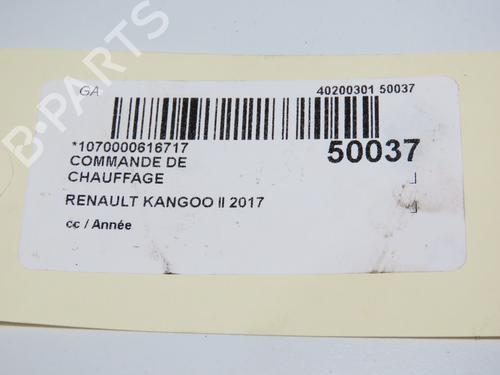 GA
40200301 50037
*1070000616717
50037
COMMANDE DE
CHAUFFAGE
RENAULT KANGOO II 2017
cc / Année
B-PARTS